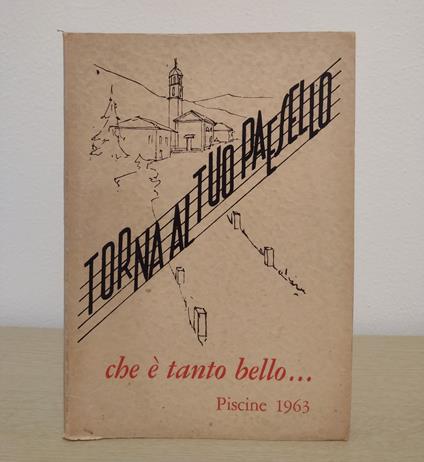 TORNA AL TUO PAESELLO
che è tanto bello...
Piscine 1963